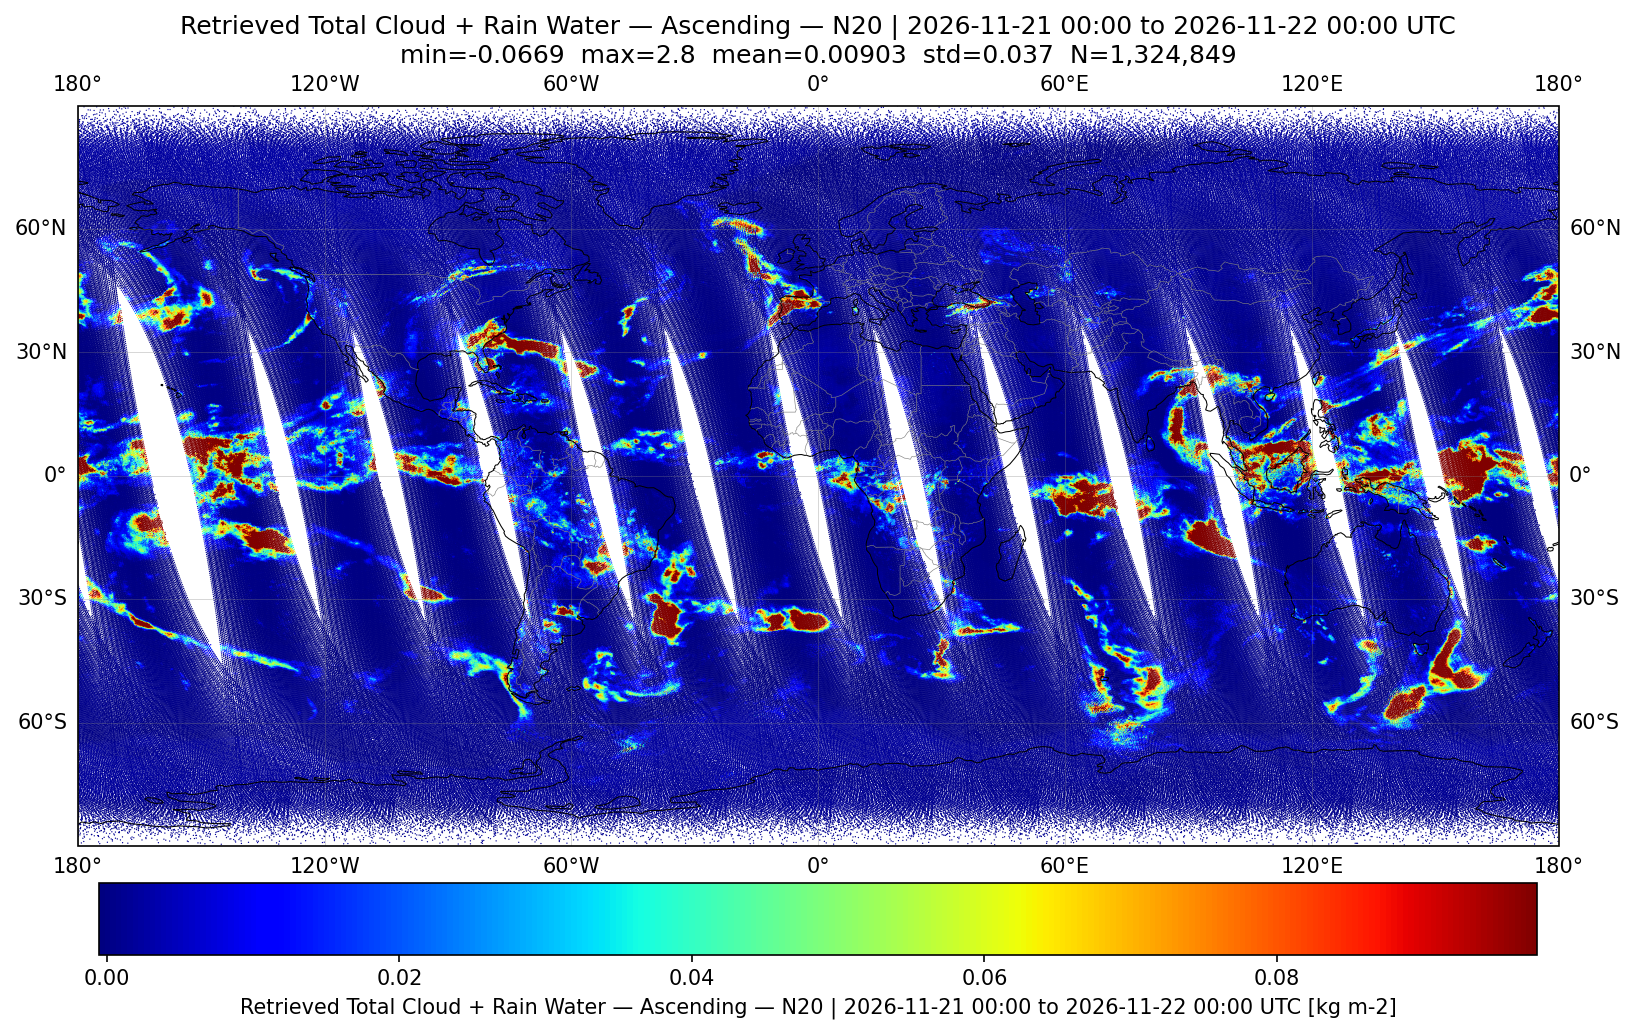 Retrieved Total Cloud + Rain Water — Ascending — N20 | 2026-11-21 00:00 to 2026-11-22 00:00 UTC
min=-0.0669  max=2.8  mean=0.00903  std=0.037  N=1,324,849
180° 120°W 60°W 0° 60°E 120°E 180°
60°N 60°N
30°N 30°N
0° 0°
30°S 30°S
60°S 60°S
180° 120°W 60°W 0° 60°E 120°E 180°
0.00 0.02 0.04 0.06 0.08
Retrieved Total Cloud + Rain Water — Ascending — N20 | 2026-11-21 00:00 to 2026-11-22 00:00 UTC [kg m-2]